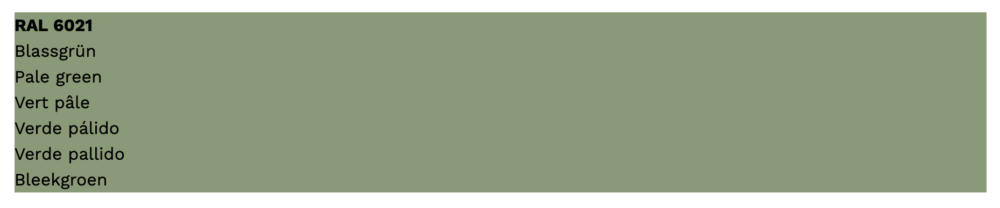 RAL 6021
Blassgrün
Pale green
Vert pâle
Verde pálido
Verde pallido
Bleekgroen